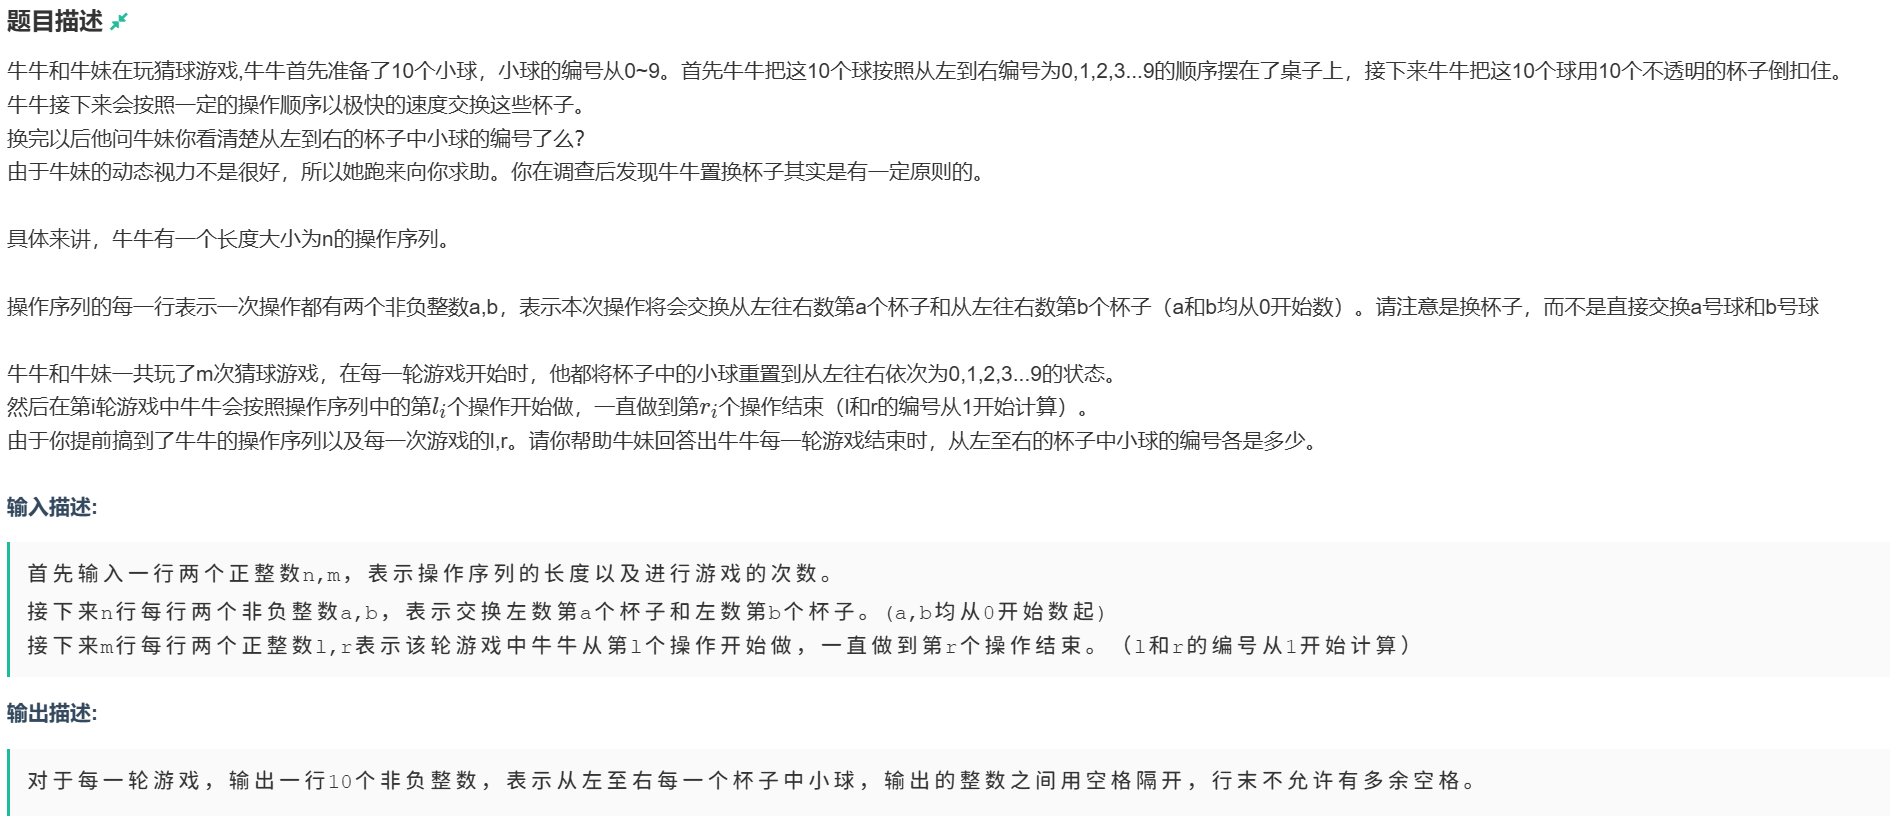 题目描述
牛牛和牛妹在玩猜球游戏,牛牛首先准备了10个小球，小球的编号从0~9。首先牛牛把这10个球按照从左到右编号为0,1,2,3...9的顺序摆在了桌子上，接下来牛牛把这10个球用10个不透明的杯子倒扣住。
牛牛接下来会按照一定的操作顺序以极快的速度交换这些杯子。
换完以后他问牛妹你看清楚从左到右的杯子中小球的编号了么?
由于牛妹的动态视力不是很好，所以她跑来向你求助。你在调查后发现牛牛置换杯子其实是有一定原则的。
具体来讲，牛牛有一个长度大小为n的操作序列。
操作序列的每一行表示一次操作都有两个非负整数a,b，表示本次操作将会交换从左往右数第a个杯子和从左往右数第b个杯子（a和b均从0开始数）。请注意是换杯子，而不是直接交换a号球和b号球
牛牛和牛妹一共玩了m次猜球游戏，在每一轮游戏开始时，他都将杯子中的小球重置到从左往右依次为0,1,2,3...9的状态。
然后在第i轮游戏中牛牛会按照操作序列中的第l_i个操作开始做，一直做到第r_i个操作结束（l和r的编号从1开始计算）。
由于你提前搞到了牛牛的操作序列以及每一次游戏的l,r。请你帮助牛妹回答出牛牛每一轮游戏结束时，从左至右的杯子中小球的编号各是多少。
输入描述:
首先输入一行两个正整数n,m，表示操作序列的长度以及进行游戏的次数。
接下来n行每行两个非负整数a,b，表示交换左数第a个杯子和左数第b个杯子。(a,b均从0开始数起)
接下来m行每行两个正整数l,r表示该轮游戏中牛牛从第l个操作开始做，一直做到第r个操作结束。（l和r的编号从1开始计算）
输出描述:
对于每一轮游戏，输出一行10个非负整数，表示从左至右每一个杯子中小球，输出的整数之间用空格隔开，行末不允许有多余空格。